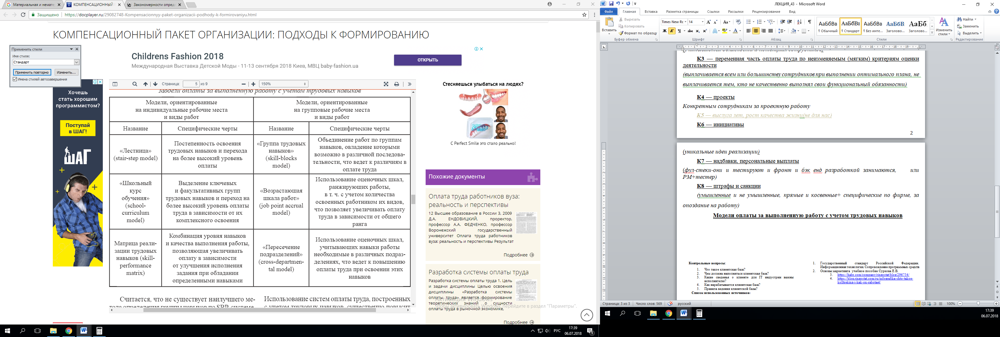 Материальная и немате
КОМПЕНСАЦИОННЫЙ
Закономерности опред
Защищено
https://docplayer.ru/29082748-Kompensacionnyy-paket-organizacii-podhody-k-formirovaniyu.html
КОМПЕНСАЦИОННЫЙ ПАКЕТ ОРГАНИЗАЦИИ: ПОДХОДЫ К ФОРМИРОВАНИЮ
Применить стили
Имя стиля:
Стандарт
Применить повторно
Изменить...
Имена стилей автозавершения
Childrens Fashion 2018
Международная Выставка Детской Моды - 11-13 сентября 2018 Киев, МВЦ baby-fashion.ua
ОТКРЫТЬ
Хочешь
стать хорошим
программистом?
Поступай
в ШАГ!
ШАГ
Страница: 5 из 9
150%
Модели оплаты за выполненную работу с учетом трудовых навыков
Модели, ориентированные
на индивидуальные рабочие места
и виды работ
Модели, ориентированные
на групповые рабочие места
и виды работ
Название
Специфические черты
Название
Специфические черты
«Лестница»
(stair-step model)
Постепенность освоения
трудовых навыков и перехода
на более высокий уровень
оплаты
«Группа трудовых
навыков»
(skill-blocks
model)
Объединение работ по группам
навыков, овладение которыми
возможно в различной последова-
тельности, что ведет к различиям в
оплате труда
«Школьный
курс
обучения»
(school-
curriculum
model)
Выделение ключевых
и факультативных групп
трудовых навыков и переход на
более высокий уровень оплаты
труда в зависимости от их
комплексного освоения
«Возрастающая
шкала работ»
(job point accrual
model)
Использование оценочных шкал,
ранжирующих работы,
в т. ч. с учетом количества
освоенных работником их видов,
что позволяет увеличивать оплату
труда в зависимости от общего
ранга
Матрица реали-
зации трудовых
навыков (skill-
performance
matrix)
Комбинация уровня навыков
и качества выполнения работы,
позволяющая увеличивать
оплату в зависимости
от улучшения исполнения
задания при обладании
определенными навыками
«Пересечение
подразделений»
(cross-departmen-
tal model)
Использование оценочных шкал,
учитывающих навыки работы
необходимые в различных подраз-
делениях, что ведет к повышению
оплаты труда при освоении этих
навыков
Считается, что не существует наилучшего ме-
тода определения группы навыков по SBP-системе
Использование систем оплаты труда, построенных
с учетом трудовых навыков, существенно повысит
Стесняешься улыбаться на людях?
Smile
С Perfect Smile это стало реально!
Похожие документы
Оплата труда работников вуза:
реальность и перспективы
12 Высшее образование в России 3, 2009
Д.А. ЕНДОВИЦКИЙ, проректор,
профессор А.А. ФЕДЧЕНКО, профессор
Воронежский государственный
университет Оплата труда работников
вуза: реальность и перспективы Результат
Подробнее
Разработка системы оплаты труда
Разработка системы оплаты труда 1. Цель
и задачи дисциплины Целью освоения
дисциплины «Разработка системы
оплаты труда» является формирование
теоретических знаний о сущности
оплаты труда в рыночной экономике,
Подробнее
Активация Windows
Чтобы активировать Windows, перейдите в раздел "Параметры".
РУС
17:39
06.07.2018
1
ЛЕКЦИЯ_43 - Microsoft Word
Файл
Главная
Вставка
Разметка страницы
Ссылки
Рассылки
Рецензирование
Вид
Вставить
Вырезать
Копировать
Формат по образцу
Буфер обмена
Times New Rc
14
Ж К Ч abc x₂ x²
Шрифт
Абзац
АаБбВв
¶ Обычный
АаБбВв
¶ Стандарт
АаБбВв
¶ Без инте...
АаБбВ
Заголово...
АаБб
Заголово...
Стили
Изменить
стили
Найти
Заменить
Выделить
Редактирование
К3 — переменная часть оплаты труда по неизменяемым (мягким) критериям оценки
деятельности
(выплачивается всем или большинству сотрудников при выполнении оптимального плана, не
выплачивается тем, кто не качественно выполнял свои функциональный обязанности)
К4 — проекты
Конкретным сотрудникам за проектную работу
К5 — выслуга лет, рост качества жизни(не для нас)
К6 — инициативы
2
(уникальные идеи реализации)
К7 — надбавки, персональные выплаты
(фул-стеки-они и тестируют и фронт и бэк енд разработкой занимаются, или
PM+тестер)
К8 — штрафы и санкции
(умышленные и не умышленные, прямые и косвенные+ специфические по фирме, за
опоздание на работу)
Модели оплаты за выполненную работу с учетом трудовых навыков
Контрольные вопросы:
1. Что такое клиентская база?
2. Чем должна наполняться клиентская база?
3. Какие сведенья о клиенте для IT индустрии важны
исполнителю?
4. Как нарабатывается клиентская база?
5. Правила ведения клиентской базы?
Список использованных источников:
1. Государственный стандарт Российской Федерации.
Информационная технология. Сопровождение программных средств
2. Основы маркетинга учебное пособие Суркова Е.В.
3. https://habr.com/company/ringostat/blog/296754/
4. https://blog.ringostat.com/ru/infografika-chto-takoe-
kolltreking-i-kak-on-rabotaet/
Страница: 3 из 3
Число слов: 569
русский
100%
17:39
06.07.2018